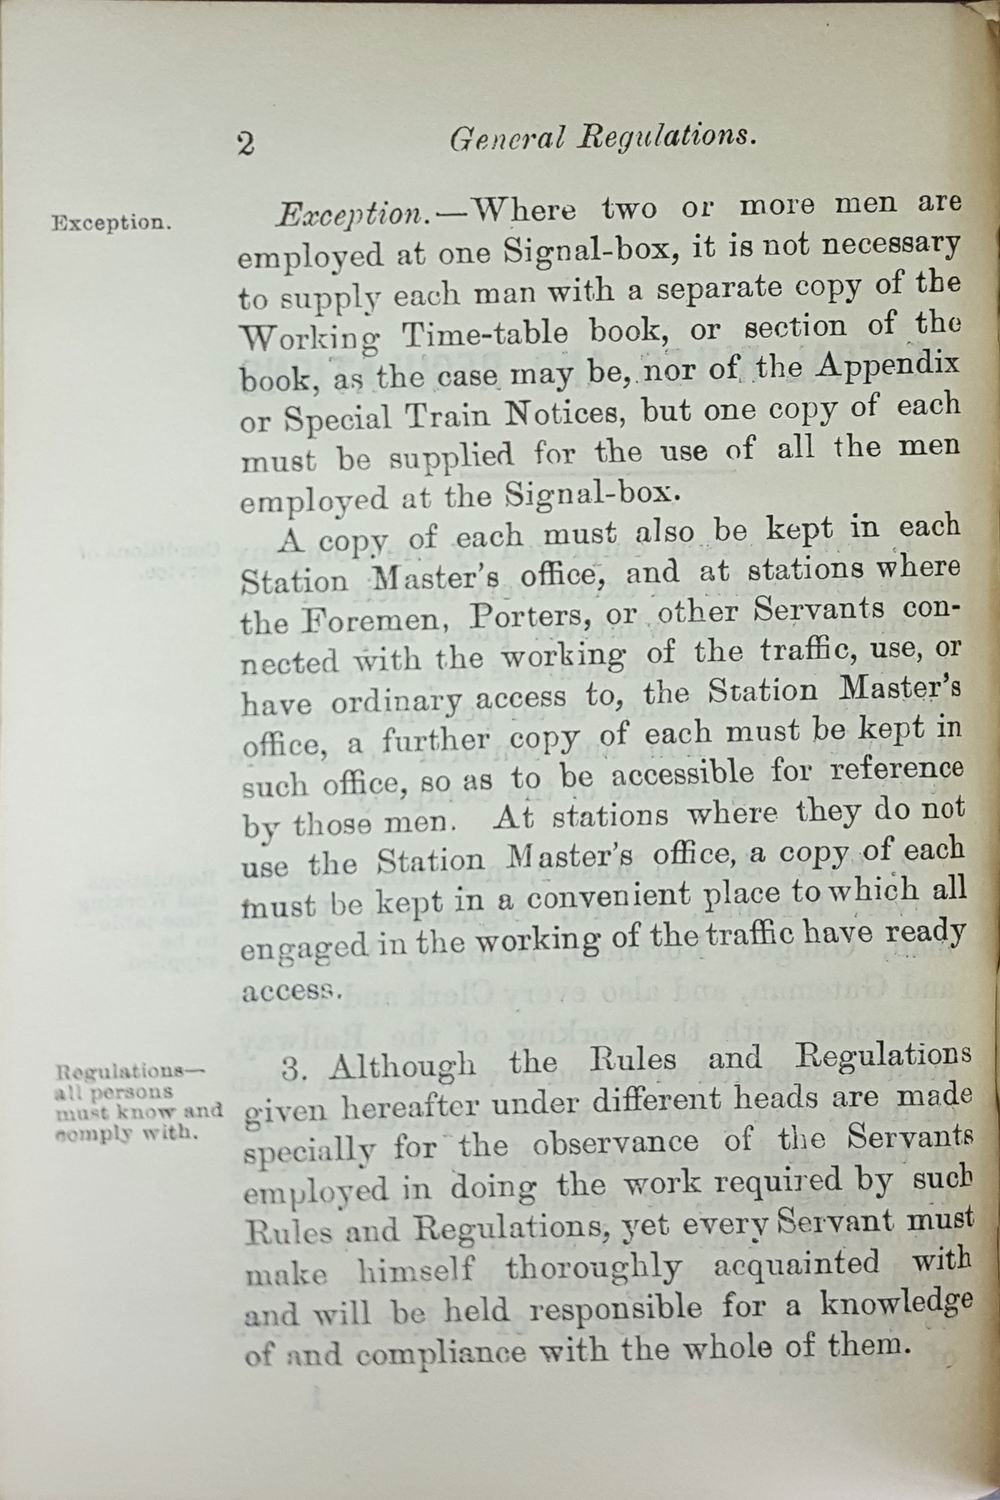 2 General Regulations.
Exception.
Exception.—Where two or more men are
employed at one Signal-box, it is not necessary
to supply each man with a separate copy of the
Working Time-table book, or section of the
book, as the case may be, nor of the Appendix
or Special Train Notices, but one copy of each
must be supplied for the use of all the men
employed at the Signal-box.
A copy of each must also be kept in each
Station Master's office, and at stations where
the Foremen, Porters, or other Servants con-
nected with the working of the traffic, use, or
have ordinary access to, the Station Master's
office, a further copy of each must be kept in
such office, so as to be accessible for reference
by those men. At stations where they do not
use the Station Master's office, a copy of each
must be kept in a convenient place to which all
engaged in the working of the traffic have ready
access.
Regulations—
all persons
must know and
comply with.
3. Although the Rules and Regulations
given hereafter under different heads are made
specially for the observance of the Servants
employed in doing the work required by such
Rules and Regulations, yet every Servant must
make himself thoroughly acquainted with
and will be held responsible for a knowledge
of and compliance with the whole of them.